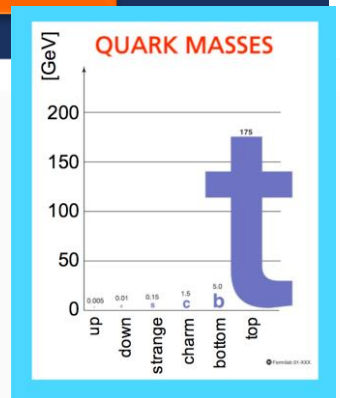 QUARK MASSES
[GeV]
200
150
100
50
0
0.005
0.01
0.15
1.5
5.0
175
s
c
b
t
up
down
strange
charm
bottom
top